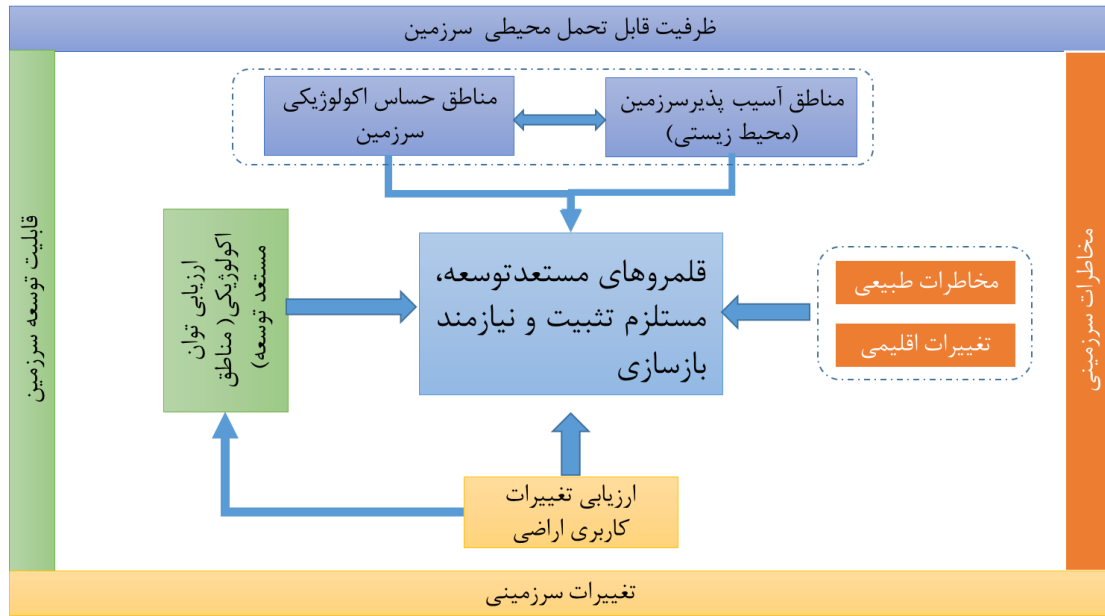 ظرفیت قابل تحمل محیطی سرزمین
مناطق آسیب پذیرسرزمین
(محیط زیستی)
مناطق حساس اکولوژیکی
سرزمین
مخاطرات سرزمینی
قابلیت توسعه سرزمین
قلمروهای مستعدتوسعه،
مستلزم تثبیت و نیازمند
بازسازی
مخاطرات طبیعی
تغییرات اقلیمی
ارزیابی توان
اکولوژیکی( مناطق
مستعد توسعه)
ارزیابی تغییرات
کاربری اراضی
تغییرات سرزمینی